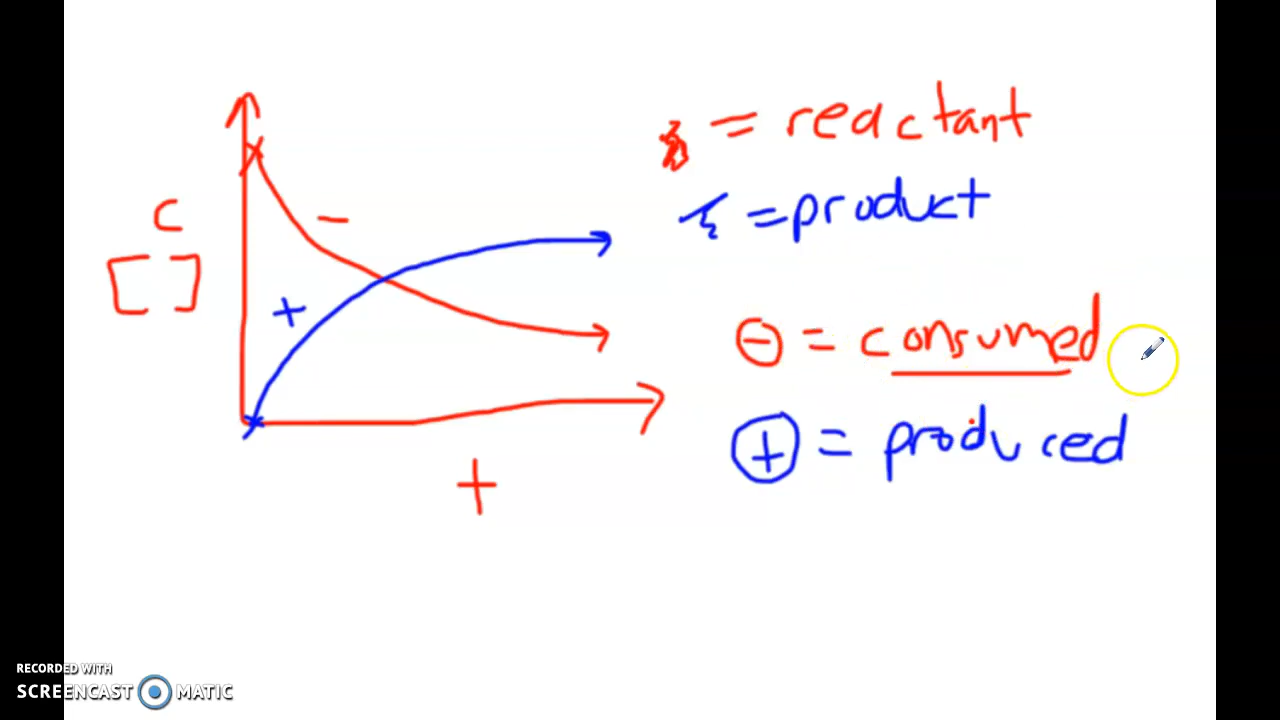 = reactant
= product
C
[ ]
−
+
⊖ = consumed
⊕ = produced
+
RECORDED WITH
SCREENCAST MATIC